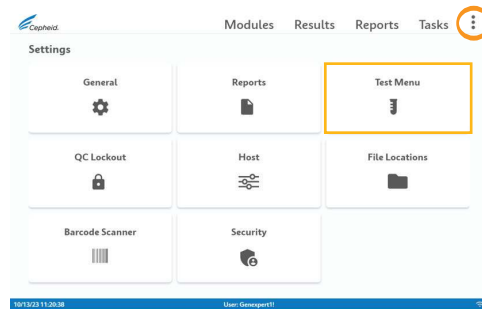 Cepheid.
Modules Results Reports Tasks
Settings
General Reports Test Menu
QC Lockout Host File Locations
Barcode Scanner Security
10/13/23 11:20:38 User: Genexpert1!